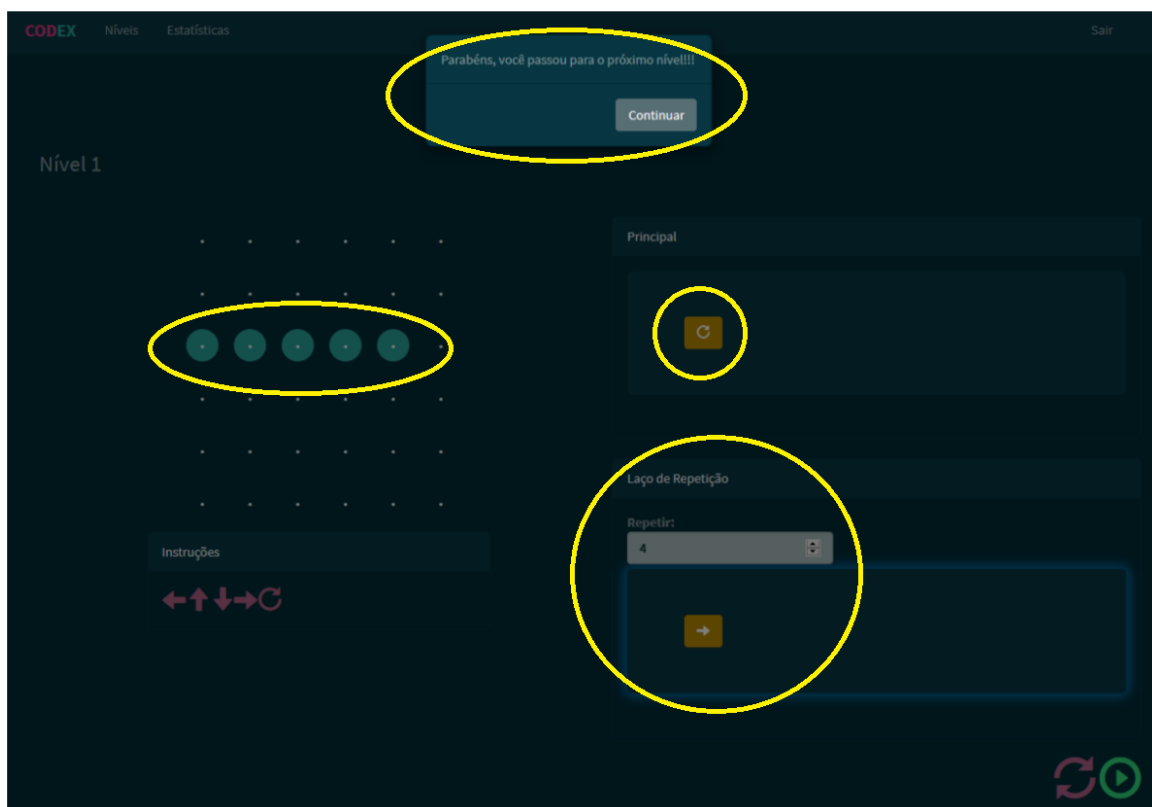 CODEX Níveis Estatísticas Sair
Parabéns, você passou para o próximo nível!!!
Continuar
Nível 1
Principal
Laço de Repetição
Repetir:
4
Instruções